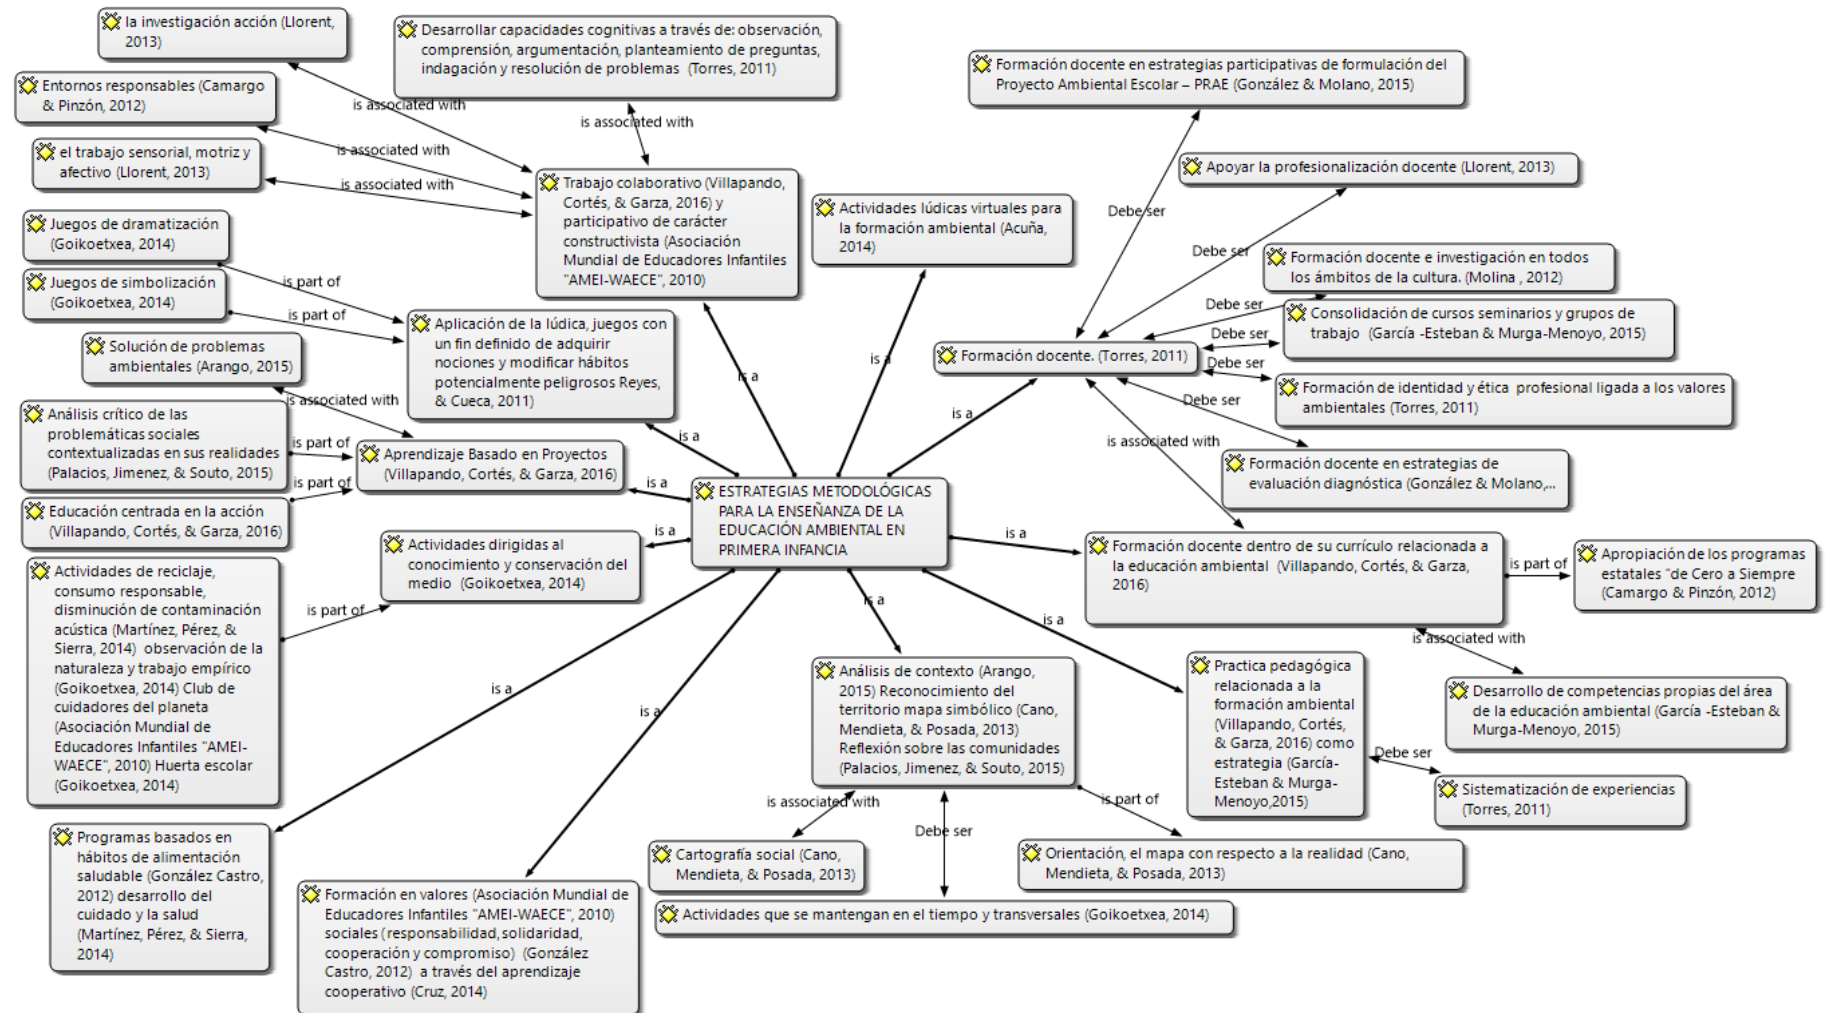 la investigación acción (Llorent,
2013)
Desarrollar capacidades cognitivas a través de: observación,
comprensión, argumentación, planteamiento de preguntas,
indagación y resolución de problemas (Torres, 2011)
Formación docente en estrategias participativas de formulación del
Proyecto Ambiental Escolar – PRAE (González & Molano, 2015)
Entornos responsables (Camargo
& Pinzón, 2012)
is associated with
is associated with
is associated with
el trabajo sensorial, motriz y
afectivo (Llorent, 2013)
is associated with
Apoyar la profesionalización docente (Llorent, 2013)
Trabajo colaborativo (Villapando,
Cortés, & Garza, 2016) y
participativo de carácter
constructivista (Asociación
Mundial de Educadores Infantiles
"AMEI-WAECE", 2010)
Actividades lúdicas virtuales para
la formación ambiental (Acuña,
2014)
Debe ser
Juegos de dramatización
(Goikoetxea, 2014)
Debe ser
Formación docente e investigación en todos
los ámbitos de la cultura. (Molina , 2012)
Juegos de simbolización
(Goikoetxea, 2014)
is part of
is part of
Debe ser
Consolidación de cursos seminarios y grupos de
trabajo (García -Esteban & Murga-Menoyo, 2015)
Aplicación de la lúdica, juegos con
un fin definido de adquirir
nociones y modificar hábitos
potencialmente peligrosos Reyes,
& Cueca, 2011)
Debe ser
Solución de problemas
ambientales (Arango, 2015)
Formación docente. (Torres, 2011)
is a
is a
Debe ser
Formación de identidad y ética profesional ligada a los valores
ambientales (Torres, 2011)
is associated with
Debe ser
Análisis crítico de las
problemáticas sociales
contextualizadas en sus realidades
(Palacios, Jimenez, & Souto, 2015)
is a
is a
is part of
is associated with
Aprendizaje Basado en Proyectos
(Villapando, Cortés, & Garza, 2016)
Formación docente en estrategias de
evaluación diagnóstica (González & Molano,...
is part of
is a
ESTRATEGIAS METODOLÓGICAS
PARA LA ENSEÑANZA DE LA
EDUCACIÓN AMBIENTAL EN
PRIMERA INFANCIA
Educación centrada en la acción
(Villapando, Cortés, & Garza, 2016)
is a
is a
Actividades dirigidas al
conocimiento y conservación del
medio (Goikoetxea, 2014)
Formación docente dentro de su currículo relacionada a
la educación ambiental (Villapando, Cortés, & Garza,
2016)
is part of
Apropiación de los programas
estatales "de Cero a Siempre
(Camargo & Pinzón, 2012)
Actividades de reciclaje,
consumo responsable,
disminución de contaminación
acústica (Martínez, Pérez, &
Sierra, 2014) observación de la
naturaleza y trabajo empírico
(Goikoetxea, 2014) Club de
cuidadores del planeta
(Asociación Mundial de
Educadores Infantiles "AMEI-
WAECE", 2010) Huerta escolar
(Goikoetxea, 2014)
is part of
is a
is a
is associated with
is a
is a
Análisis de contexto (Arango,
2015) Reconocimiento del
territorio mapa simbólico (Cano,
Mendieta, & Posada, 2013)
Reflexión sobre las comunidades
(Palacios, Jimenez, & Souto, 2015)
Practica pedagógica
relacionada a la
formación ambiental
(Villapando, Cortés,
& Garza, 2016) como
estrategia (García-
Esteban & Murga-
Menoyo,2015)
Desarrollo de competencias propias del área
de la educación ambiental (García -Esteban &
Murga-Menoyo, 2015)
Debe ser
Sistematización de experiencias
(Torres, 2011)
is associated with
is part of
Debe ser
Programas basados en
hábitos de alimentación
saludable (González Castro,
2012) desarrollo del
cuidado y la salud
(Martínez, Pérez, & Sierra,
2014)
Cartografía social (Cano,
Mendieta, & Posada, 2013)
Orientación, el mapa con respecto a la realidad (Cano,
Mendieta, & Posada, 2013)
Formación en valores (Asociación Mundial de
Educadores Infantiles "AMEI-WAECE", 2010)
sociales (responsabilidad, solidaridad,
cooperación y compromiso) (González
Castro, 2012) a través del aprendizaje
cooperativo (Cruz, 2014)
Actividades que se mantengan en el tiempo y transversales (Goikoetxea, 2014)